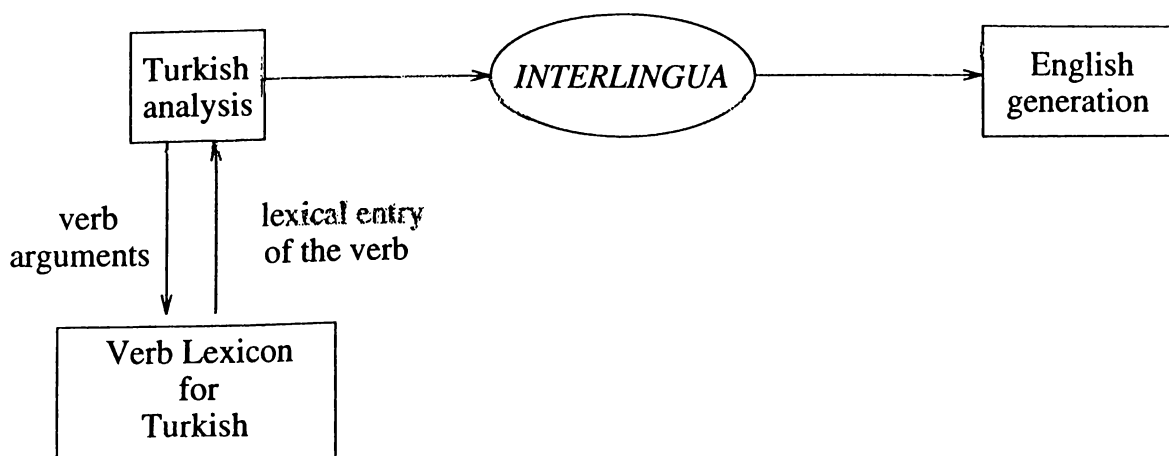 Turkish
analysis
INTERLINGUA
English
generation
verb
arguments
lexical entry
of the verb
Verb Lexicon
for
Turkish